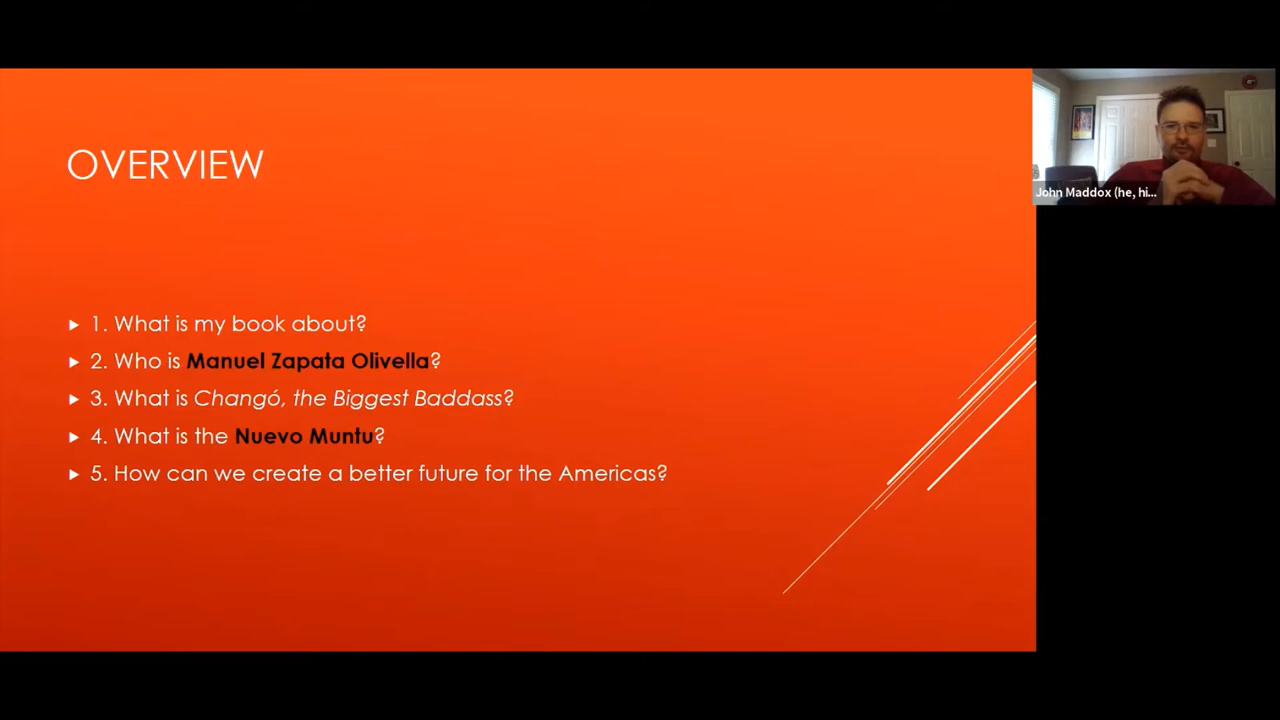 OVERVIEW
1. What is my book about?
2. Who is Manuel Zapata Olivella?
3. What is Changó, the Biggest Baddass?
4. What is the Nuevo Muntu?
5. How can we create a better future for the Americas?
John Maddox (he, hi...